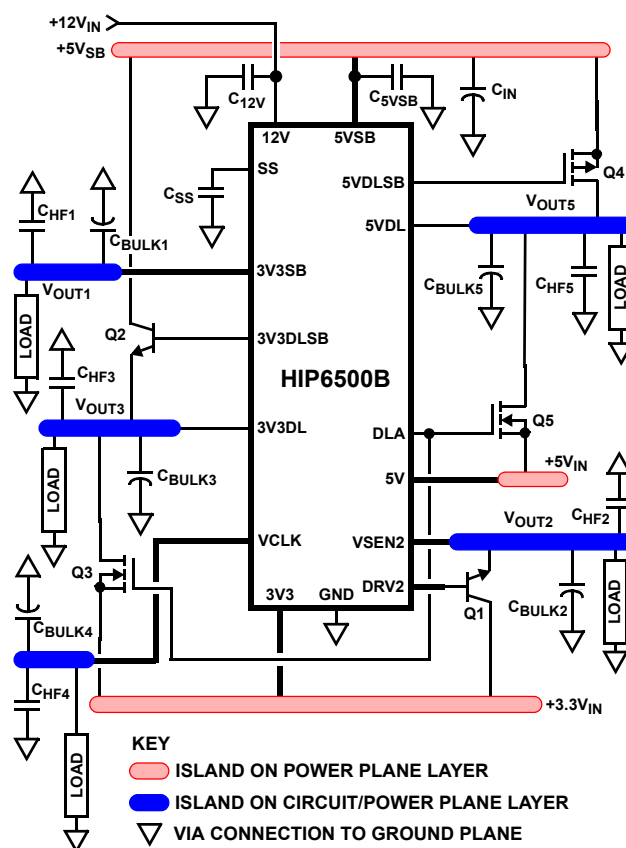 +12VIN
+5VSB
C12V
C5VSB
CIN
12V
5VSB
SS
CSS
5VDLSB
Q4
CHF1
CBULK1
5VDL
VOUT5
3V3SB
VOUT1
CBULK5
CHF5
LOAD
LOAD
Q2
3V3DLSB
HIP6500B
CHF3
VOUT3
3V3DL
DLA
Q5
CBULK3
5V
+5VIN
LOAD
VCLK
VSEN2
VOUT2
CHF2
Q3
3V3
GND
DRV2
Q1
CBULK2
LOAD
CBULK4
CHF4
+3.3VIN
LOAD
KEY
ISLAND ON POWER PLANE LAYER
ISLAND ON CIRCUIT/POWER PLANE LAYER
VIA CONNECTION TO GROUND PLANE